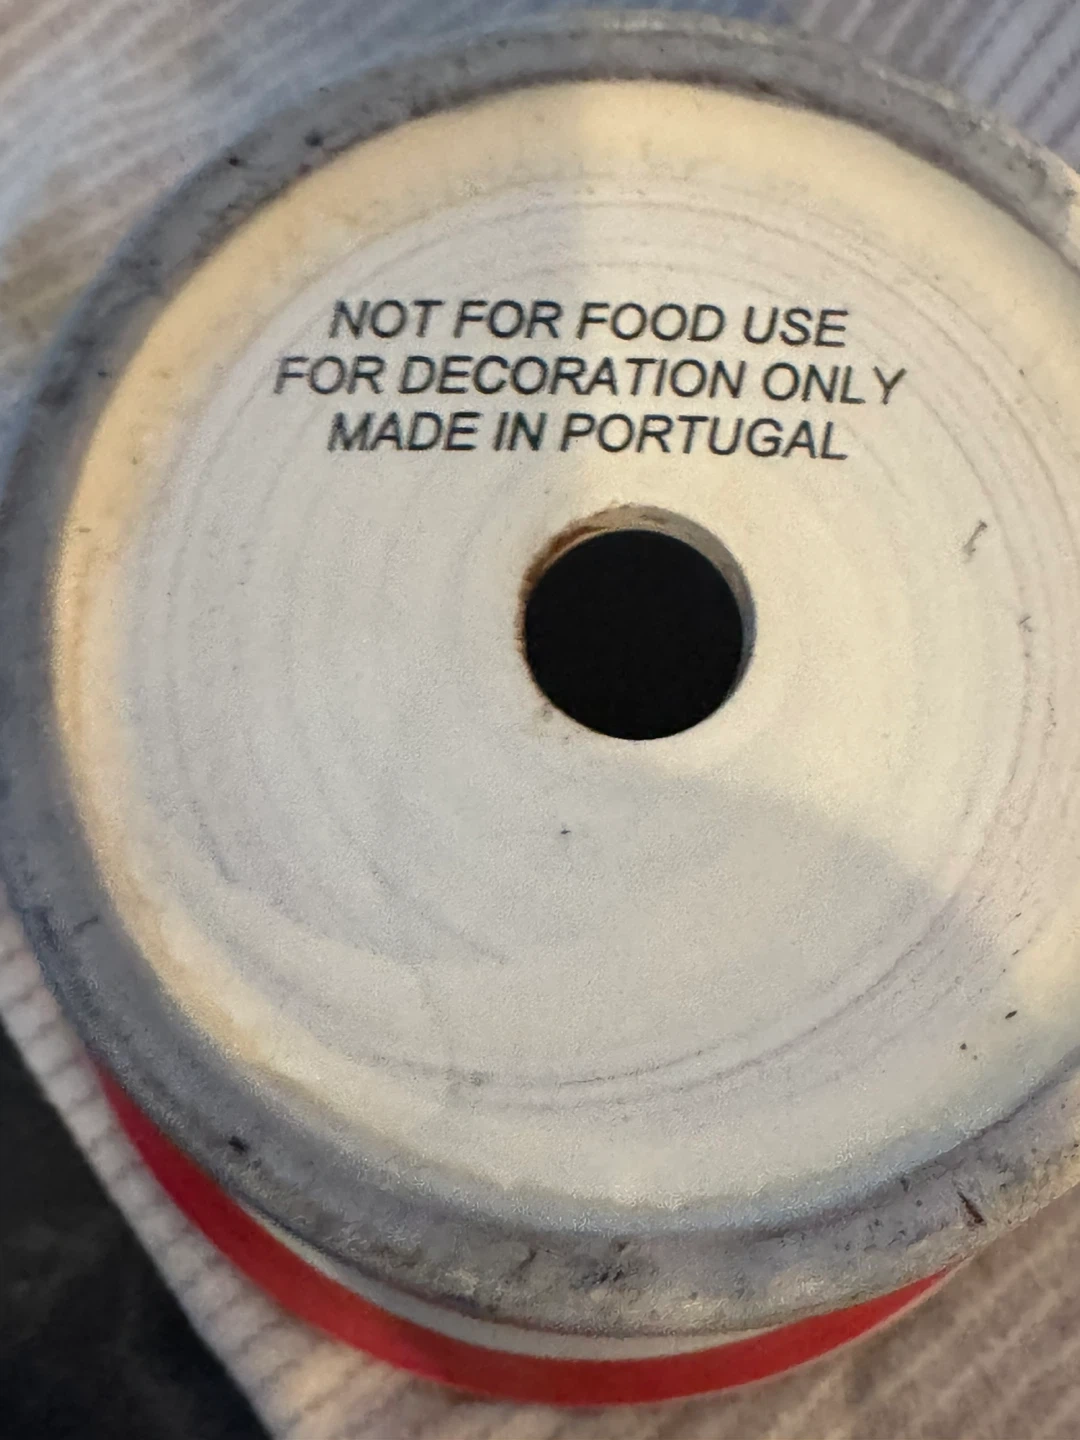 NOT FOR FOOD USE
FOR DECORATION ONLY
MADE IN PORTUGAL